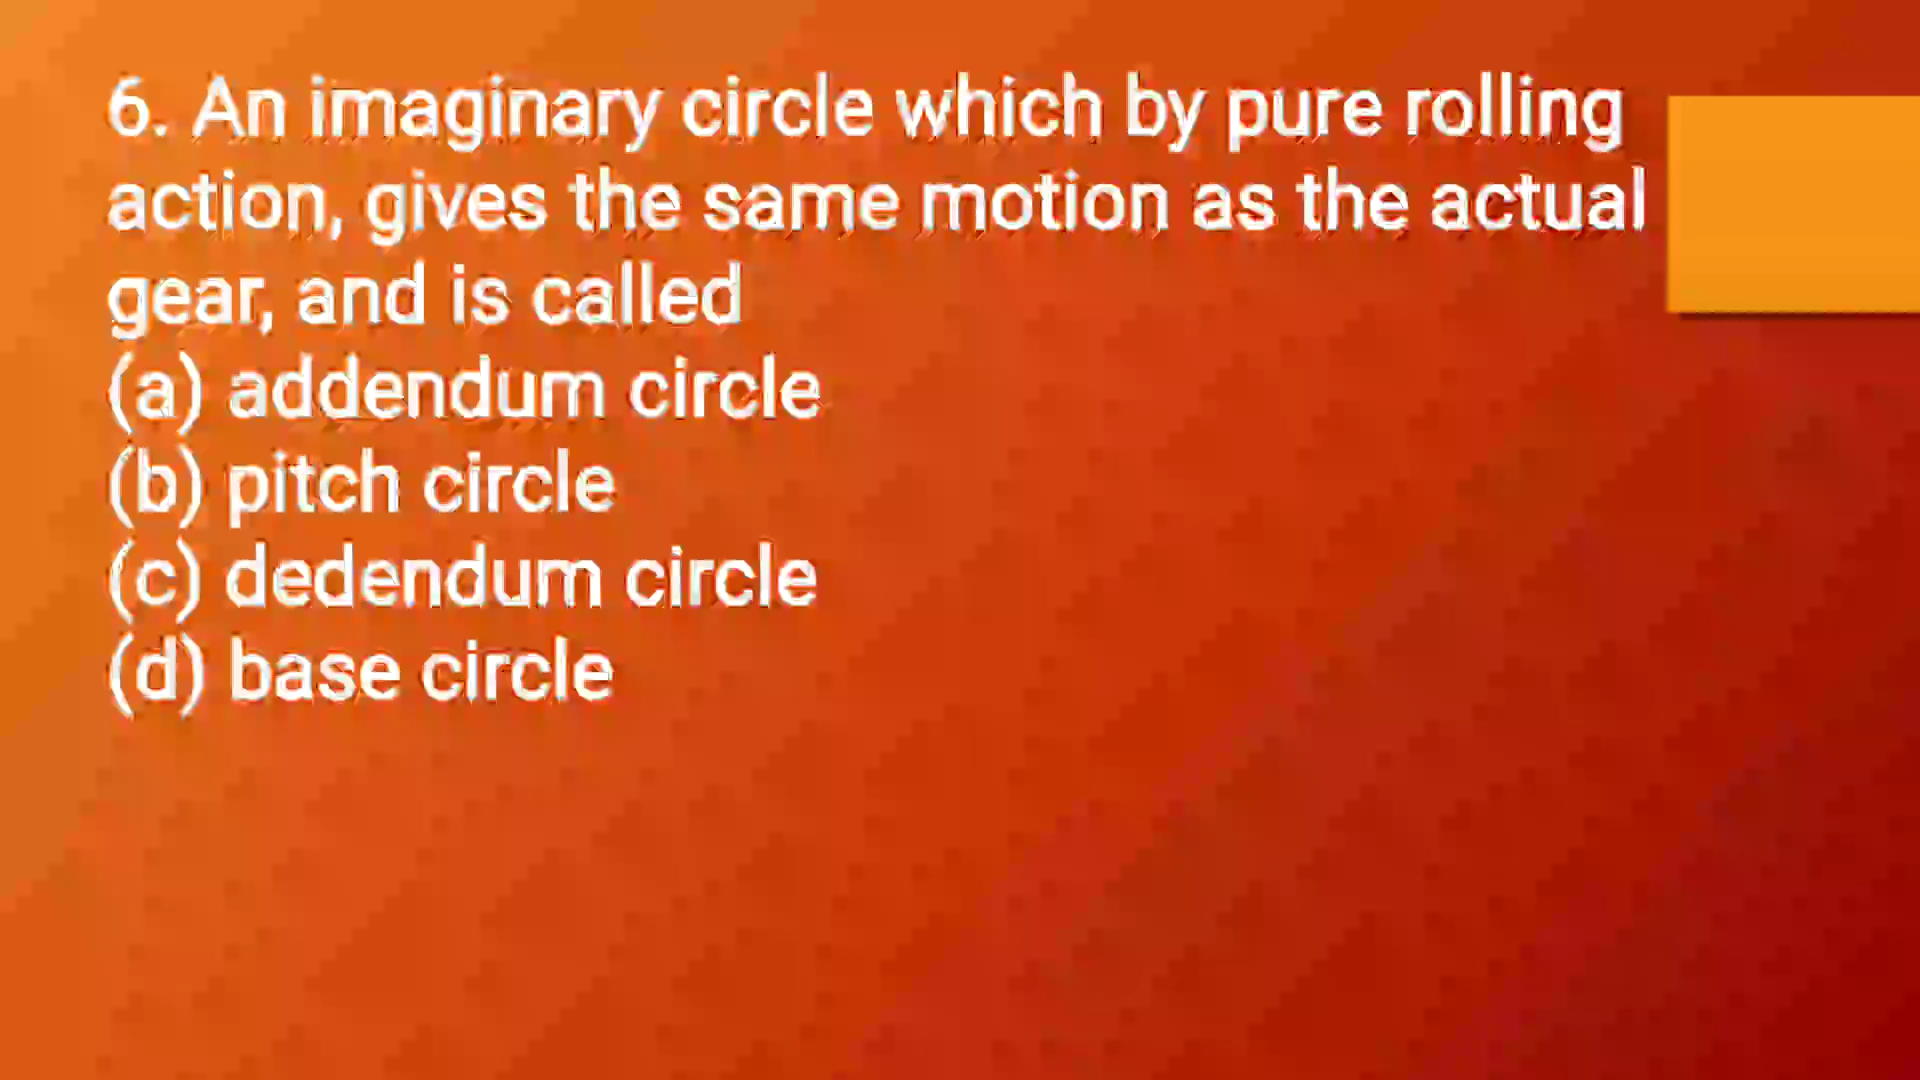 6. An imaginary circle which by pure rolling
action, gives the same motion as the actual
gear, and is called
(a) addendum circle
(b) pitch circle
(c) dedendum circle
(d) base circle